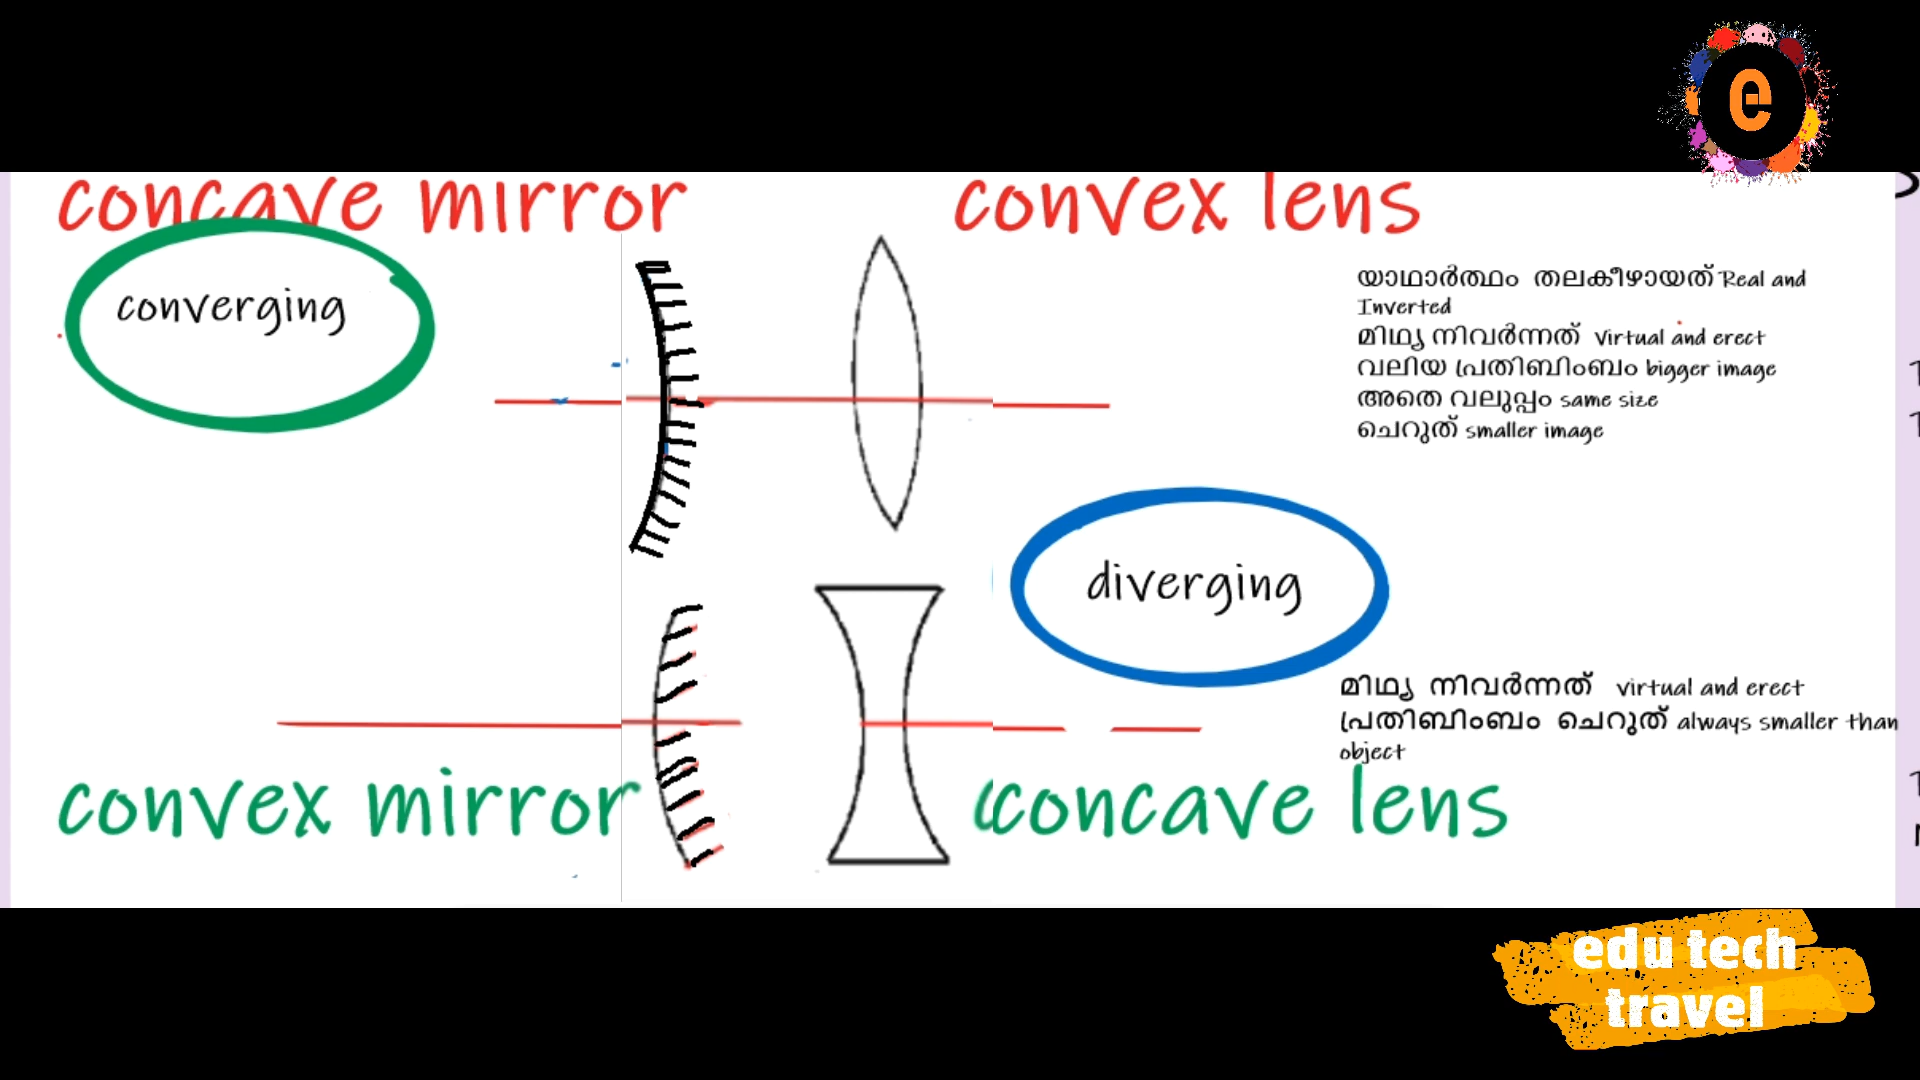 e
concave mirror
convex lens
converging
യാഥാർത്ഥം തലകീഴായത് Real and
Inverted
മിഥ്യ നിവർന്നത് Virtual and erect
വലിയ പ്രതിബിംബം bigger image
അതെ വലുപ്പം same size
ചെറുത് smaller image
diverging
മിഥ്യ നിവർന്നത് virtual and erect
പ്രതിബിംബം ചെറുത് always smaller than
object
convex mirror
concave lens
edu tech
travel